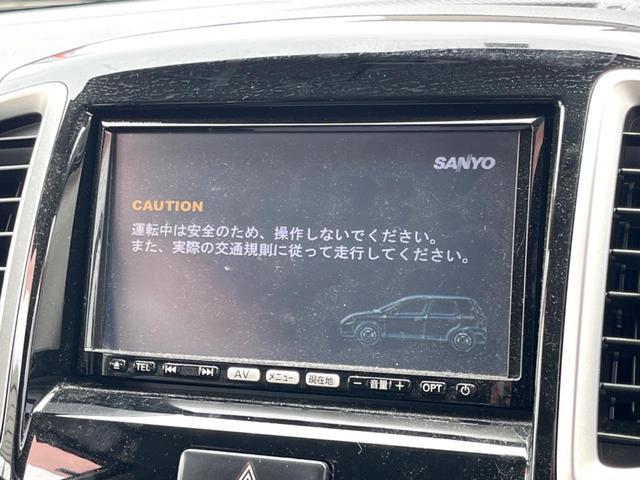 SANYO
CAUTION
運転中は安全のため、操作しないでください。
また、実際の交通規則に従って走行してください。
TEL AV メニュー 現在地 − 音量 + OPT